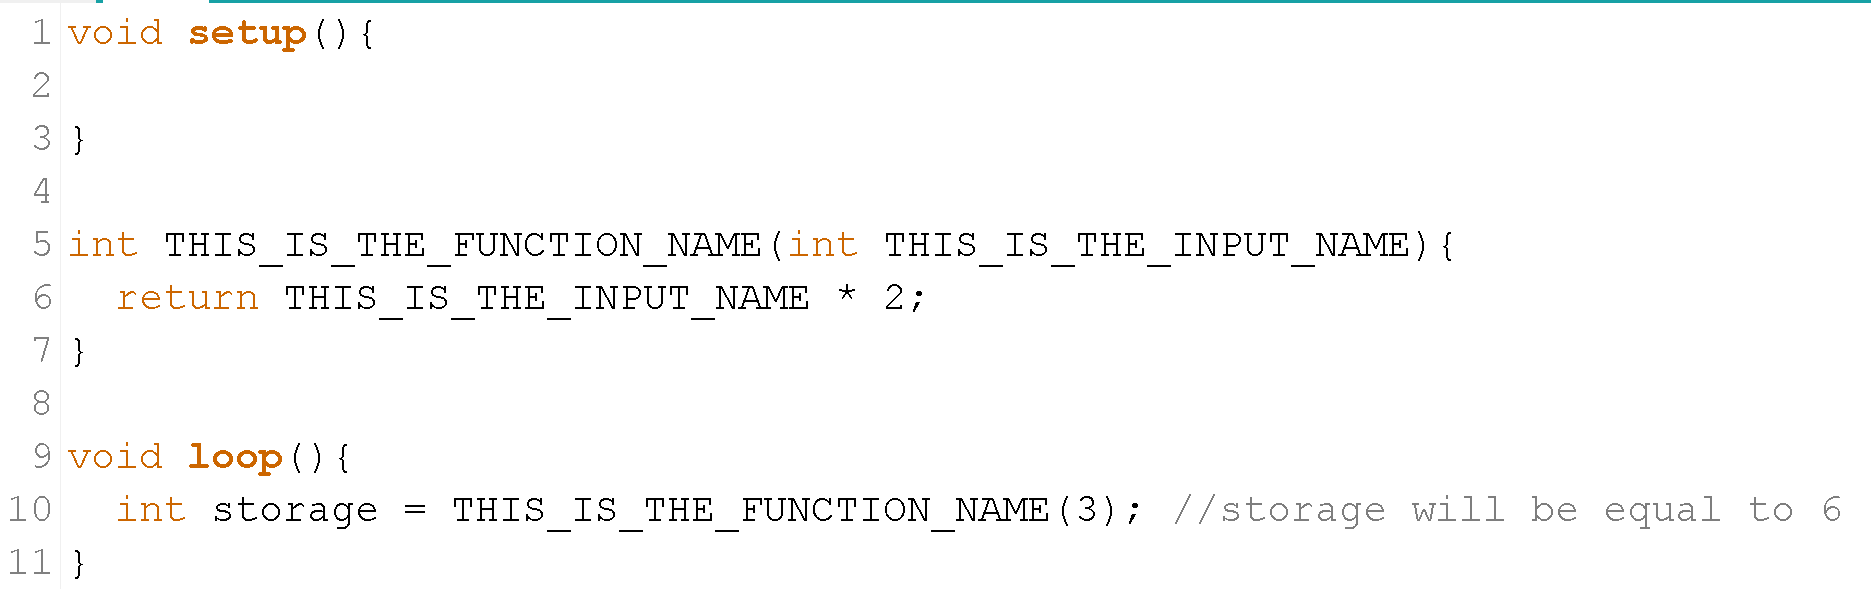 1 void setup(){
2
3 }
4
5 int THIS_IS_THE_FUNCTION_NAME(int THIS_IS_THE_INPUT_NAME){
6   return THIS_IS_THE_INPUT_NAME * 2;
7 }
8
9 void loop(){
10   int storage = THIS_IS_THE_FUNCTION_NAME(3); //storage will be equal to 6
11 }